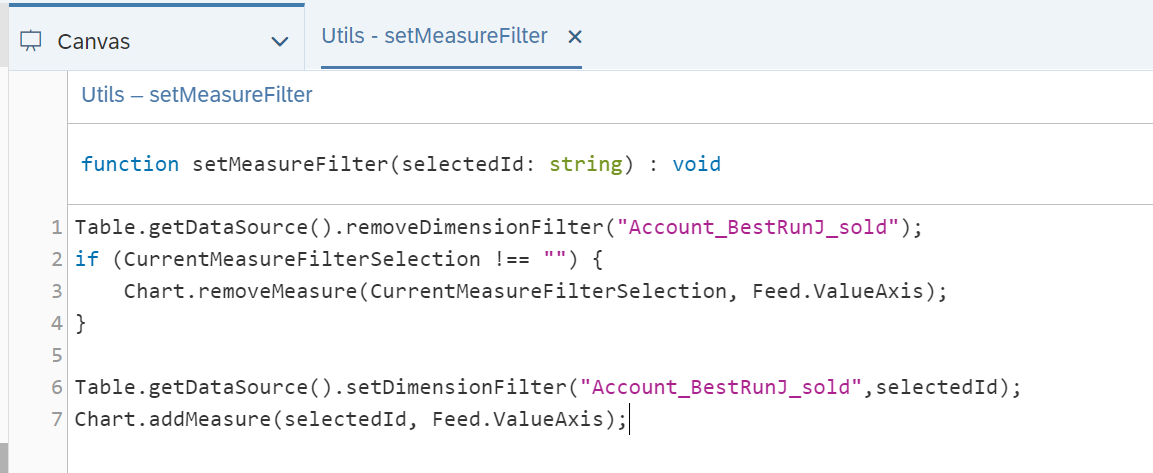 Canvas
Utils - setMeasureFilter ×
Utils – setMeasureFilter
function setMeasureFilter(selectedId: string) : void
1 Table.getDataSource().removeDimensionFilter("Account_BestRunJ_sold");
2 if (CurrentMeasureFilterSelection !== "") {
3     Chart.removeMeasure(CurrentMeasureFilterSelection, Feed.ValueAxis);
4 }
5
6 Table.getDataSource().setDimensionFilter("Account_BestRunJ_sold",selectedId);
7 Chart.addMeasure(selectedId, Feed.ValueAxis);